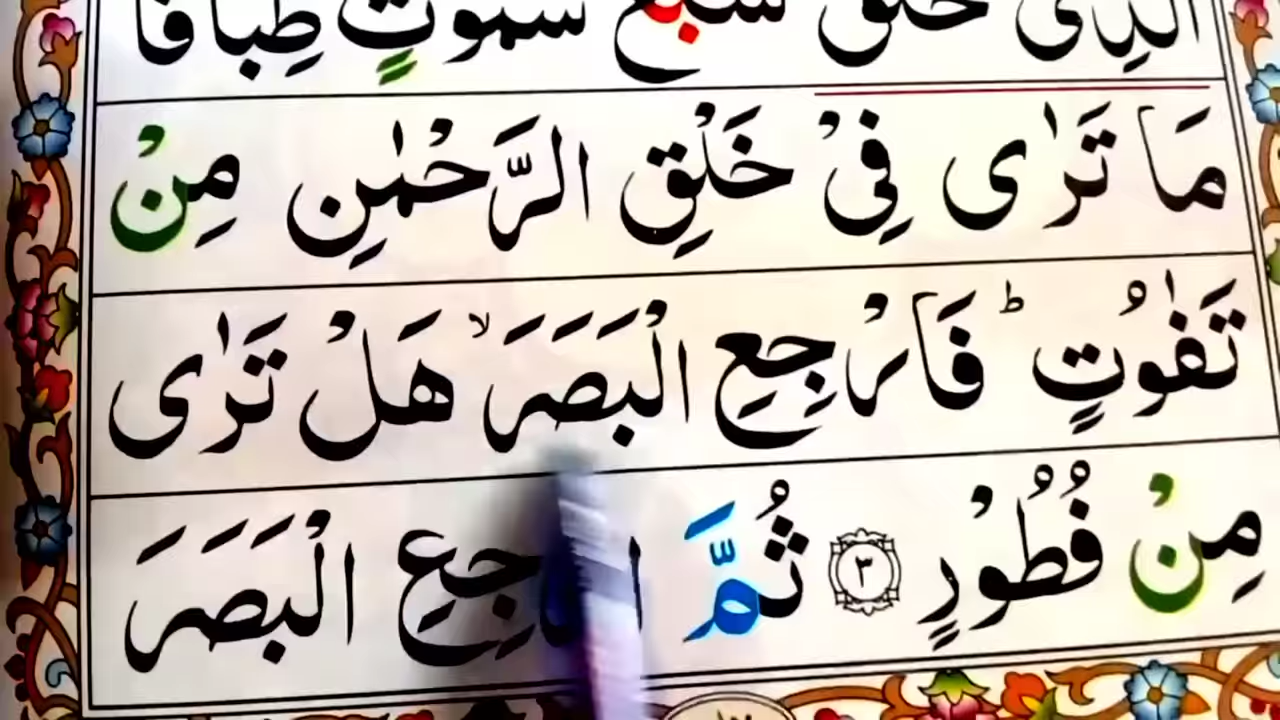 الَّذِىْ خَلَقَ سَبْعَ سَمٰوٰتٍ طِبَاقًا
مَا تَرٰى فِىْ خَلْقِ الرَّحْمٰنِ مِنْ
تَفٰوُتٍ ؕ فَارْجِعِ الْبَصَرَ ۙ هَلْ تَرٰى
مِنْ فُطُوْرٍ ۳ ثُمَّ ارْجِعِ الْبَصَرَ